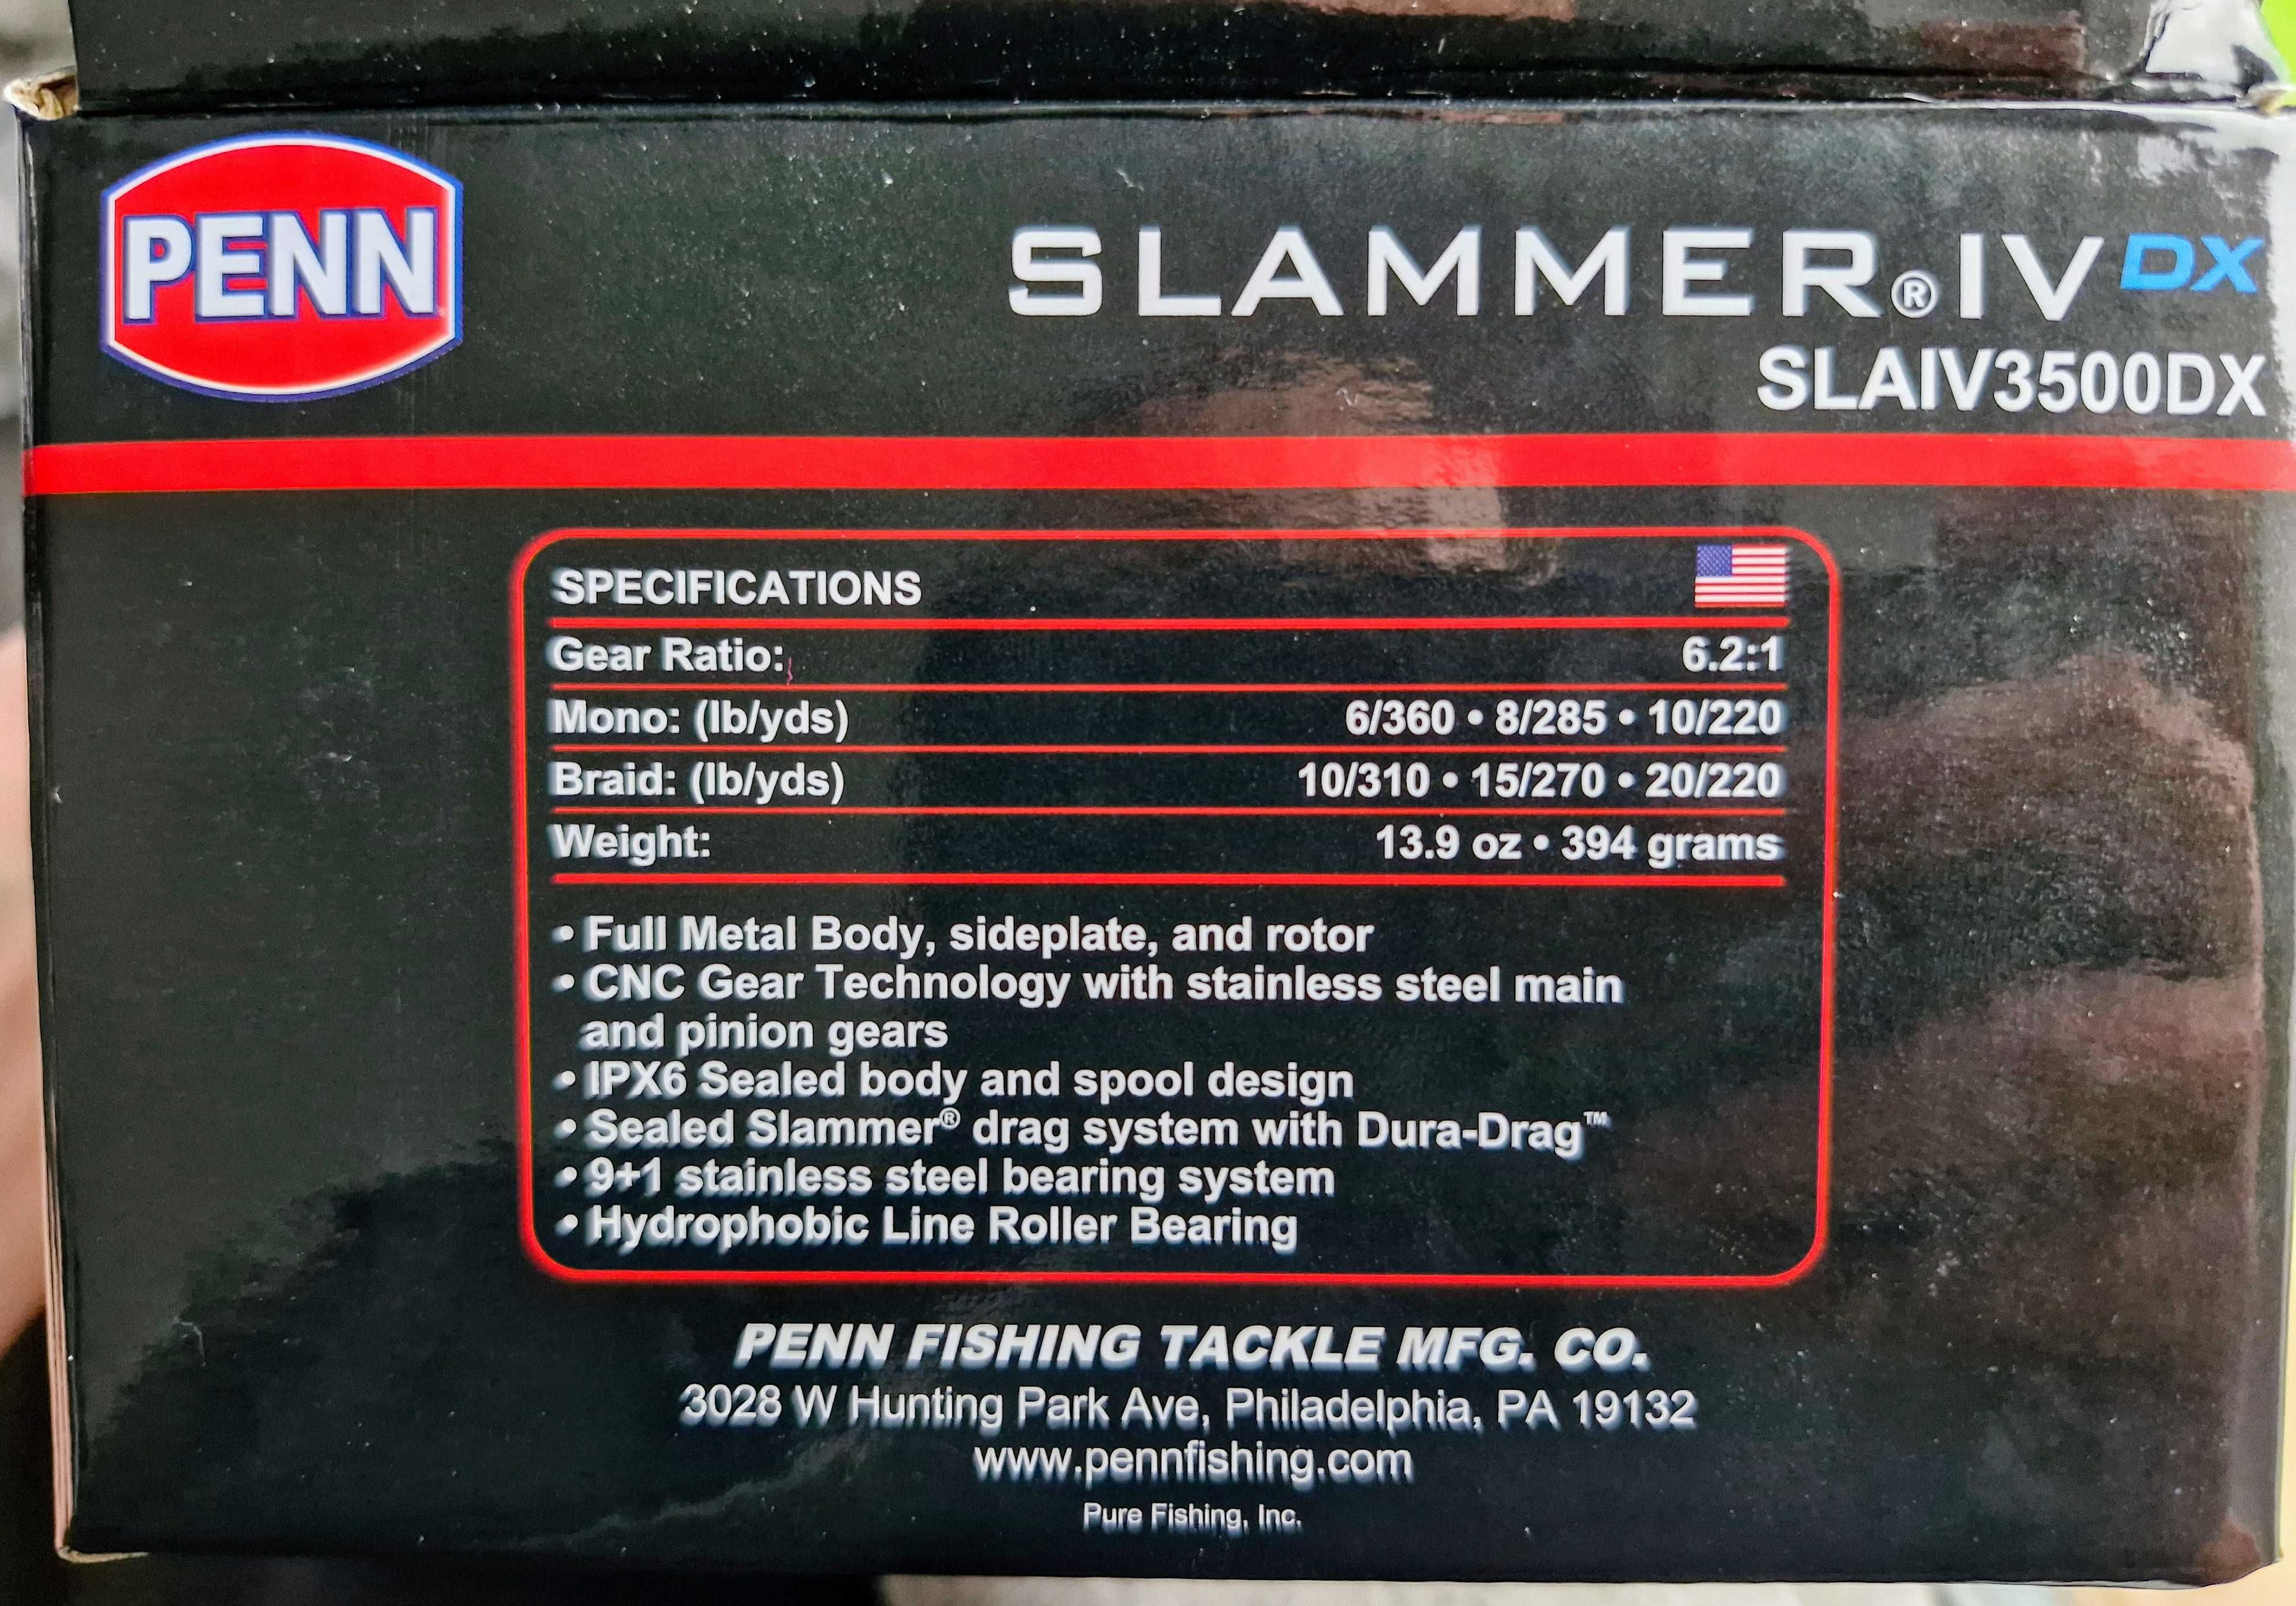 PENN
SLAMMER® IV DX
SLAIV3500DX
SPECIFICATIONS
Gear Ratio: 6.2:1
Mono: (lb/yds) 6/360 • 8/285 • 10/220
Braid: (lb/yds) 10/310 • 15/270 • 20/220
Weight: 13.9 oz • 394 grams
• Full Metal Body, sideplate, and rotor
• CNC Gear Technology with stainless steel main
and pinion gears
• IPX6 Sealed body and spool design
• Sealed Slammer® drag system with Dura-Drag™
• 9+1 stainless steel bearing system
• Hydrophobic Line Roller Bearing
PENN FISHING TACKLE MFG. CO.
3028 W Hunting Park Ave, Philadelphia, PA 19132
www.pennfishing.com
Pure Fishing, Inc.